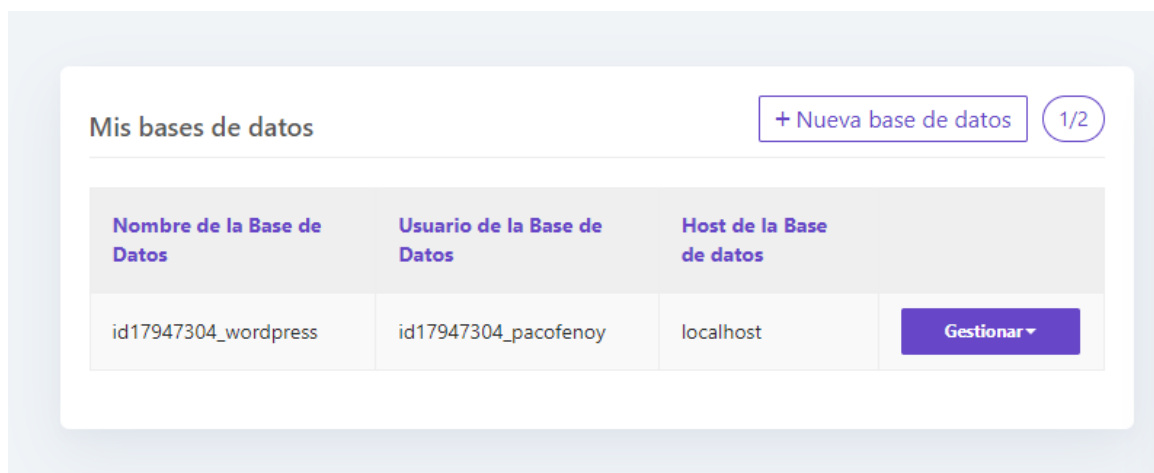 Mis bases de datos
+ Nueva base de datos
1/2
Nombre de la Base de
Datos
Usuario de la Base de
Datos
Host de la Base
de datos
id17947304_wordpress
id17947304_pacofenoy
localhost
Gestionar